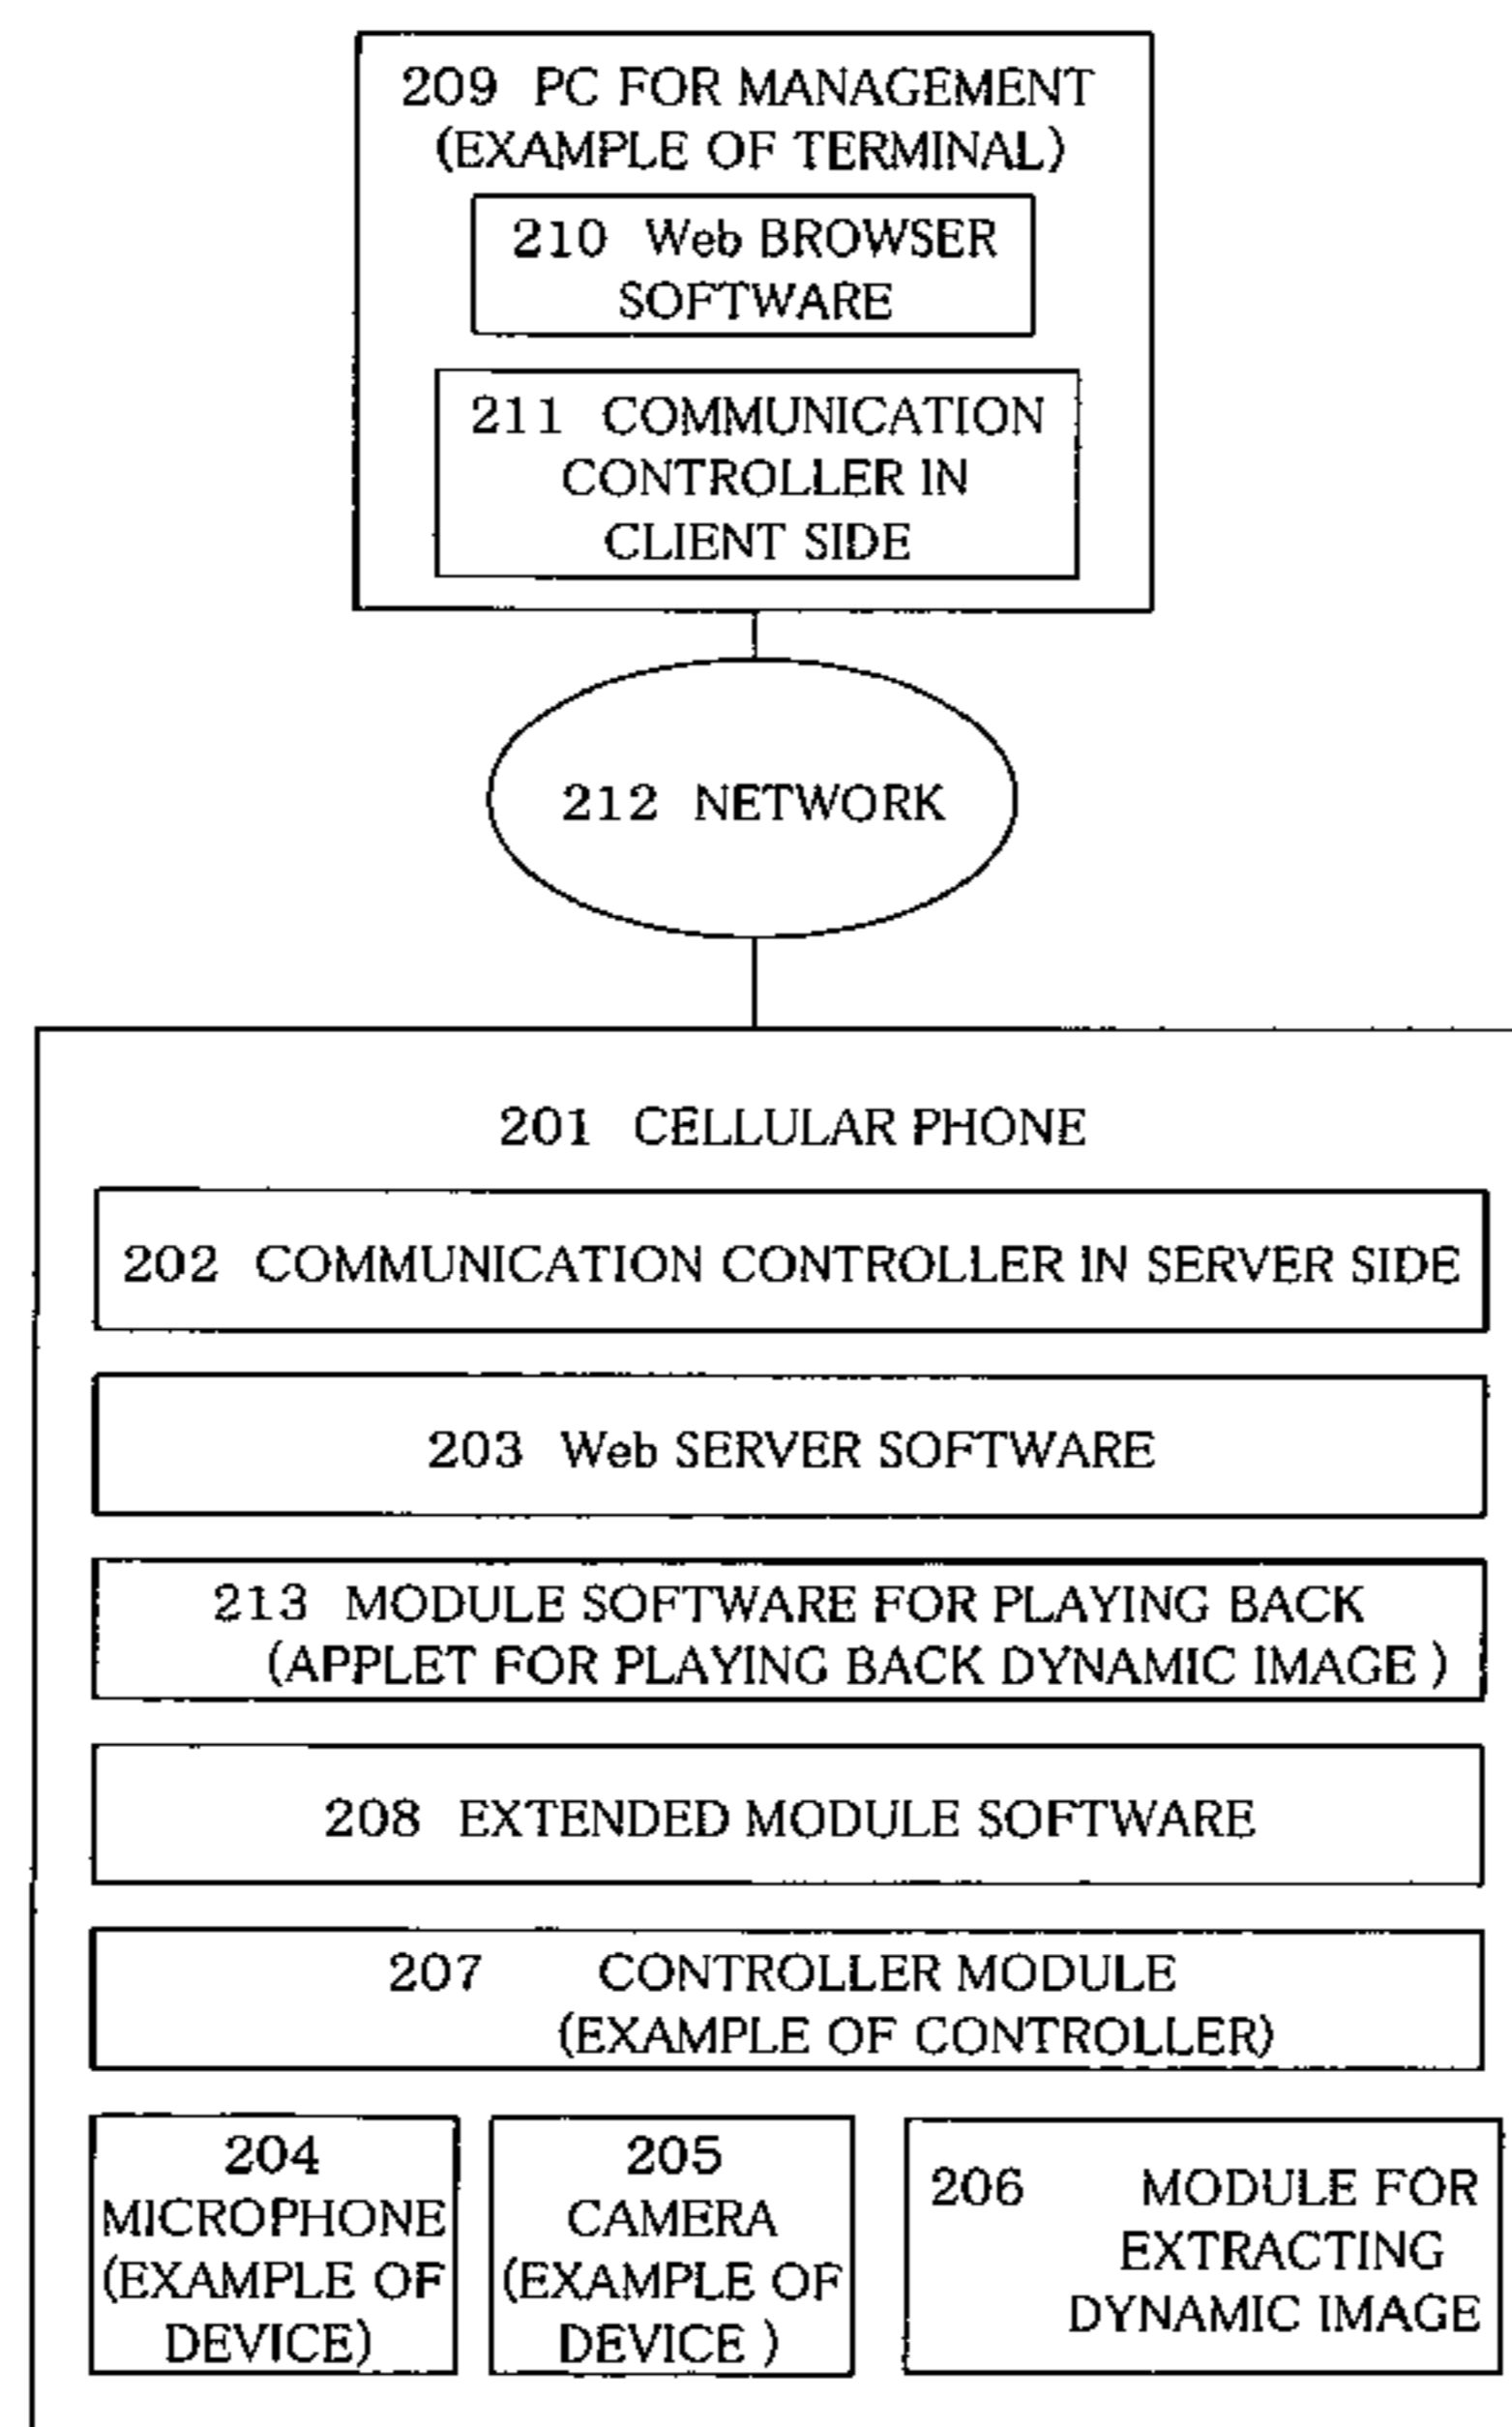 209 PC FOR MANAGEMENT
(EXAMPLE OF TERMINAL)
210 Web BROWSER
SOFTWARE
211 COMMUNICATION
CONTROLLER IN
CLIENT SIDE
212 NETWORK
201 CELLULAR PHONE
202 COMMUNICATION CONTROLLER IN SERVER SIDE
203 Web SERVER SOFTWARE
213 MODULE SOFTWARE FOR PLAYING BACK
(APPLET FOR PLAYING BACK DYNAMIC IMAGE )
208 EXTENDED MODULE SOFTWARE
207 CONTROLLER MODULE
(EXAMPLE OF CONTROLLER)
204
MICROPHONE
(EXAMPLE OF
DEVICE)
205
CAMERA
(EXAMPLE OF
DEVICE )
206 MODULE FOR
EXTRACTING
DYNAMIC IMAGE